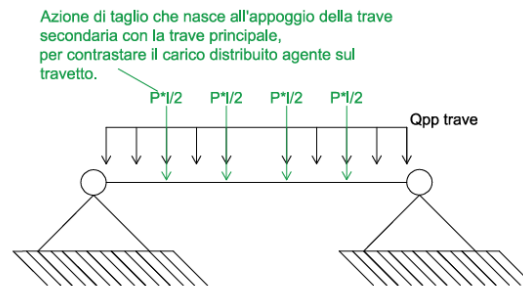 Azione di taglio che nasce all'appoggio della trave
secondaria con la trave principale,
per contrastare il carico distribuito agente sul
travetto.
P*l/2 P*l/2 P*l/2 P*l/2
Qpp trave